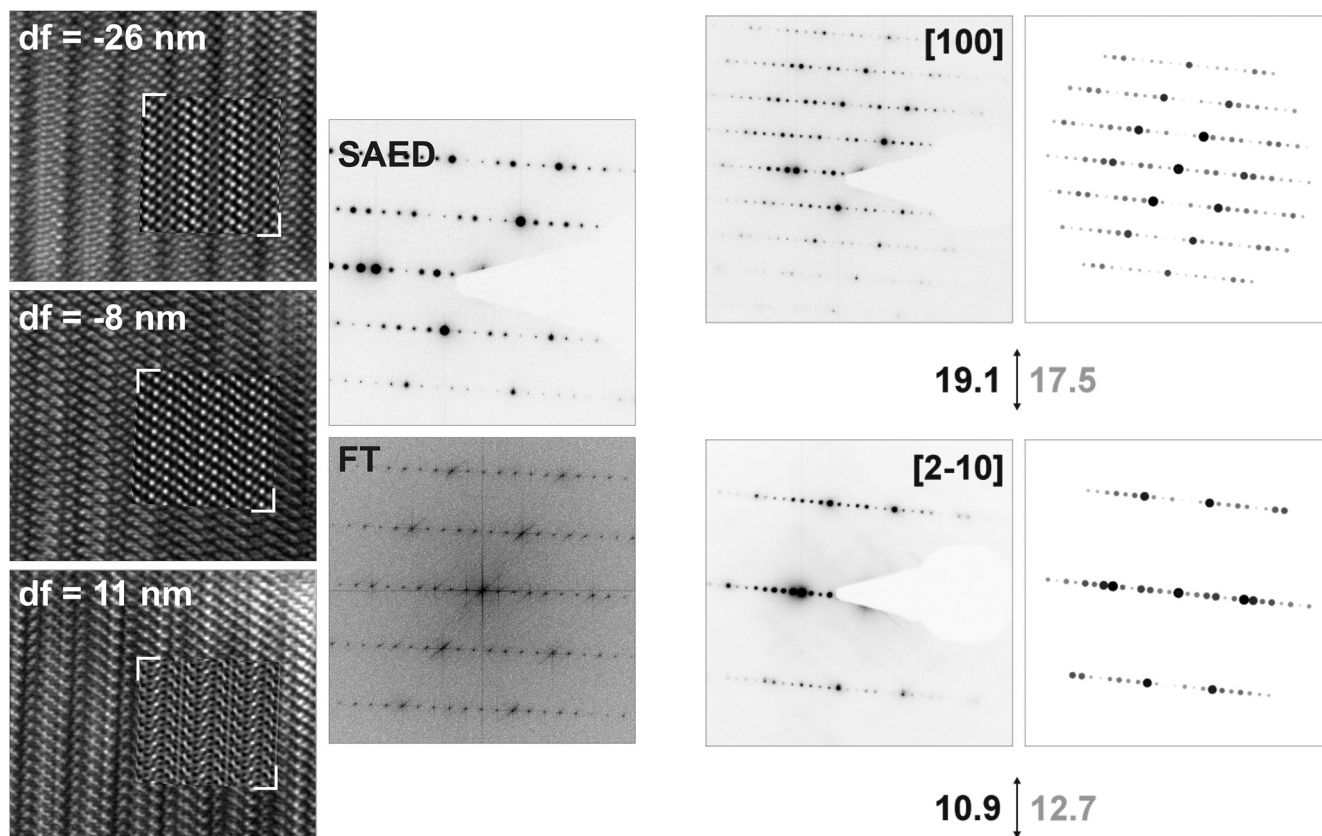 df = -26 nm
df = -8 nm
df = 11 nm
SAED
FT
[100]
19.1 17.5
[2-10]
10.9 12.7